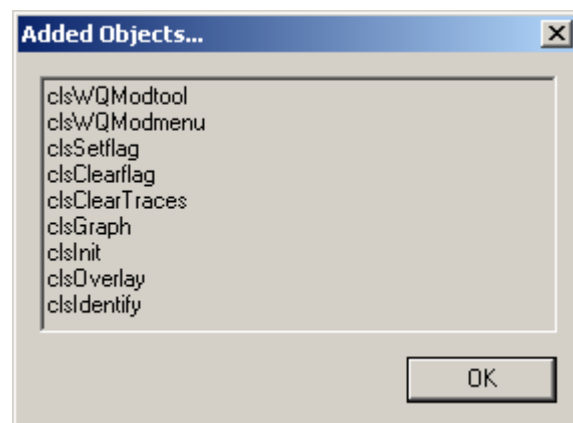 Added Objects...
clsWQModtool
clsWQModmenu
clsSetflag
clsClearflag
clsClearTraces
clsGraph
clsInit
clsOverlay
clsIdentify
OK